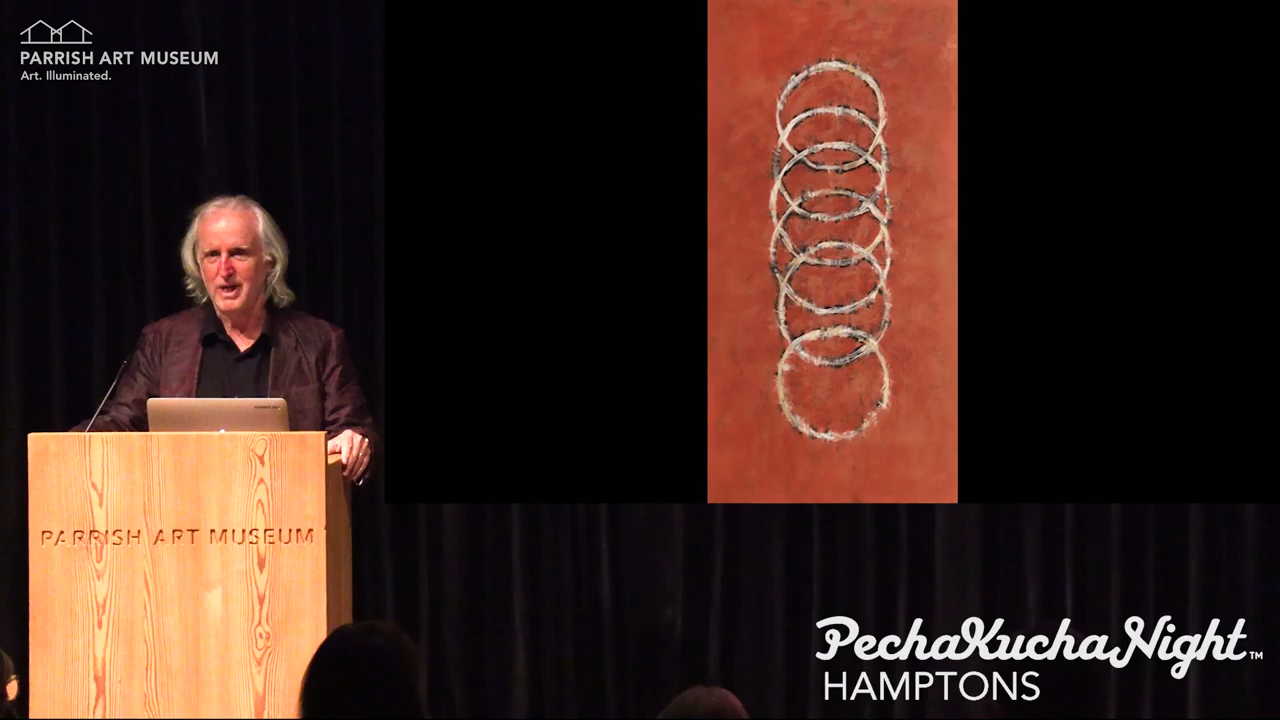 PARRISH ART MUSEUM
Art. Illuminated.
PARRISH ART MUSEUM
PechaKuchaNight™
HAMPTONS